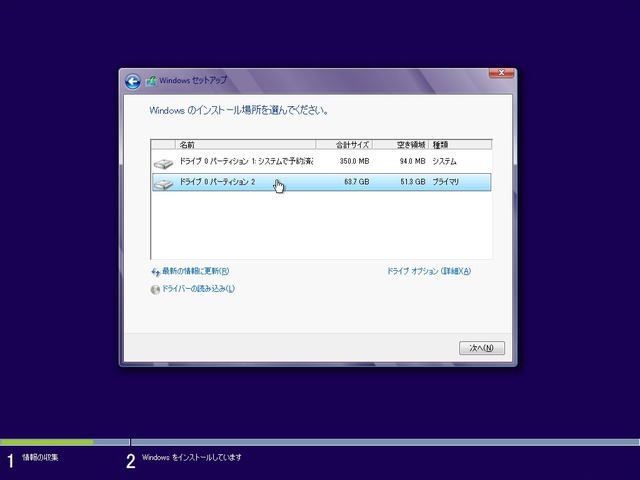 Windows セットアップ
Windows のインストール場所を選んでください。
名前 合計サイズ 空き領域 種類
ドライブ 0 パーティション 1: システムで予約済み 350.0 MB 94.0 MB システム
ドライブ 0 パーティション 2 63.7 GB 51.3 GB プライマリ
最新の情報に更新(R) ドライブ オプション (詳細)(A)
ドライバーの読み込み(L)
次へ(N)
1 情報の収集 2 Windows をインストールしています